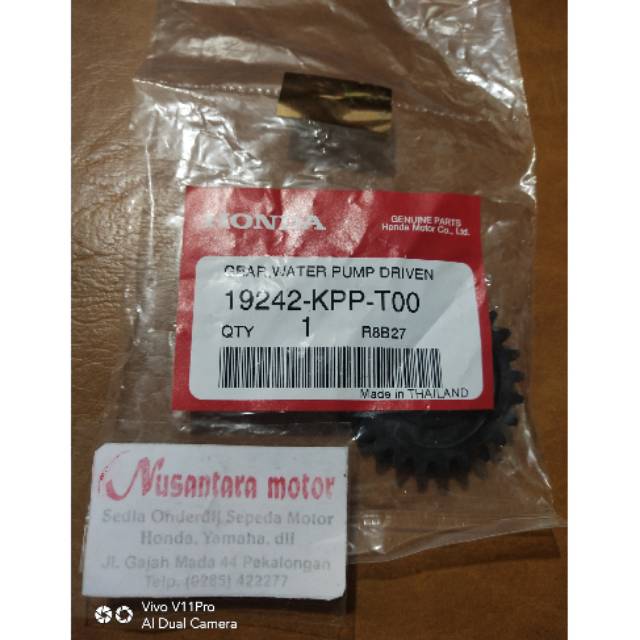 HONDA
GENUINE PARTS
Honda Motor Co., Ltd.
GEAR, WATER PUMP DRIVEN
19242-KPP-T00
QTY 1 R8B27
Made in THAILAND
Nusantara motor
Sedia Onderdij Sepeda Motor
Honda, Yamaha, dll
Jl. Gajah Mada 44 Pekalongan
Telp. (0285) 422277
Vivo V11Pro
AI Dual Camera